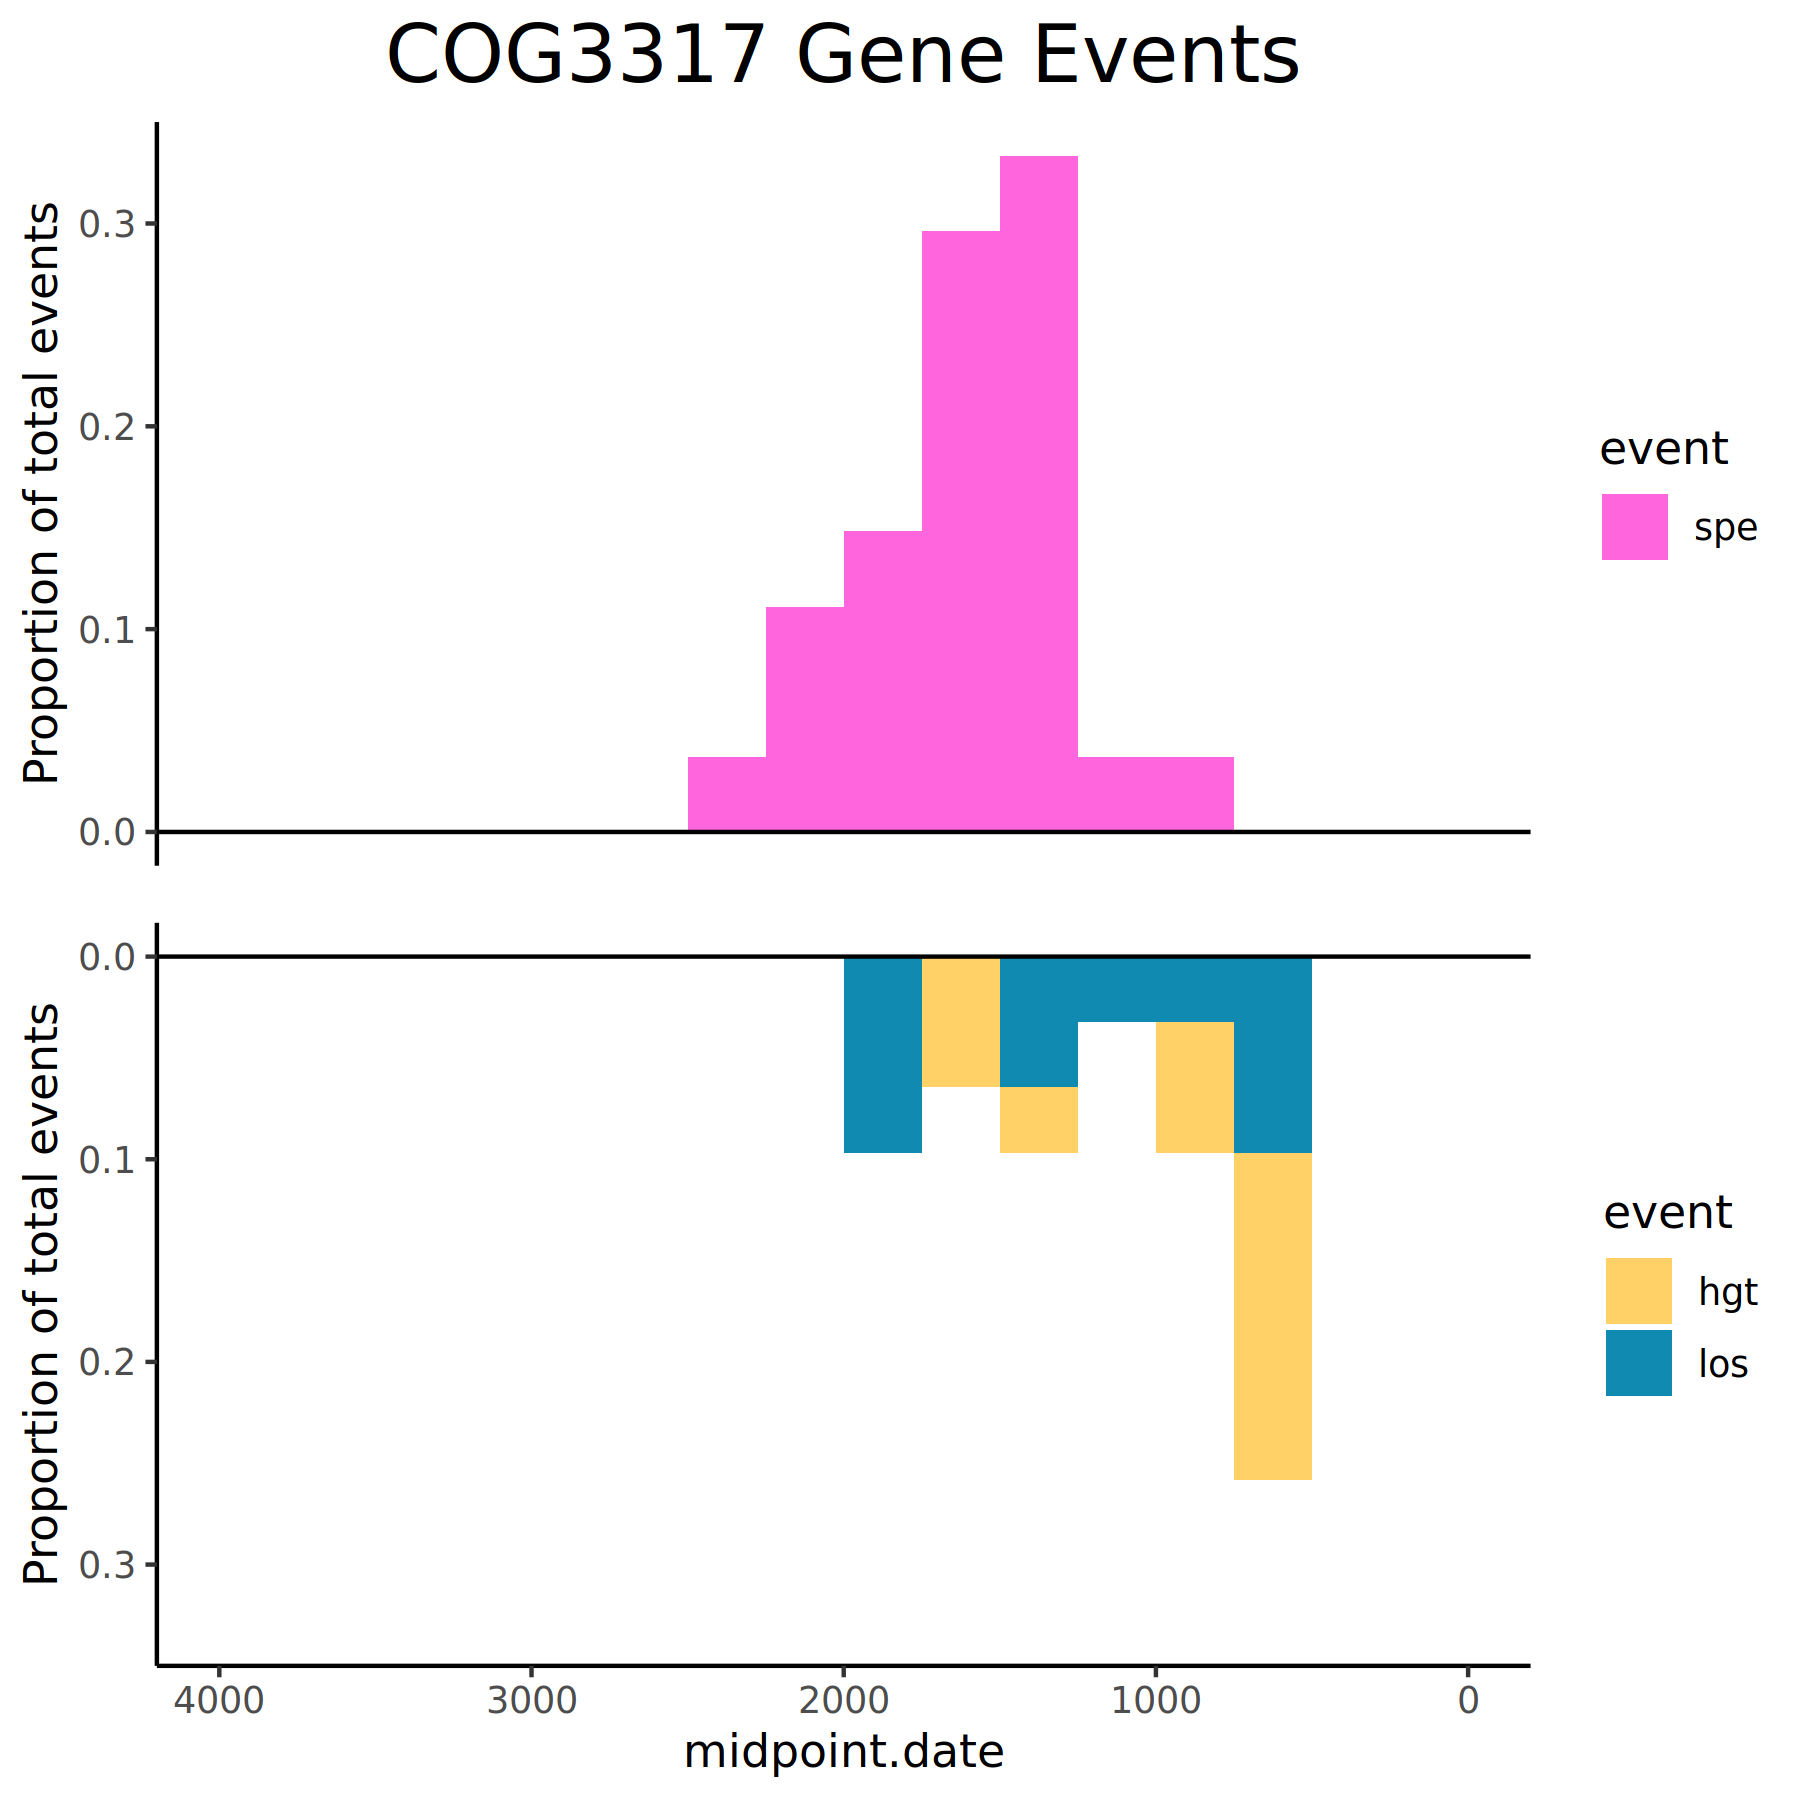 COG3317 Gene Events
Proportion of total events
0.3
0.2
0.1
0.0
event
spe
Proportion of total events
0.0
0.1
0.2
0.3
event
hgt
los
4000 3000 2000 1000 0
midpoint.date